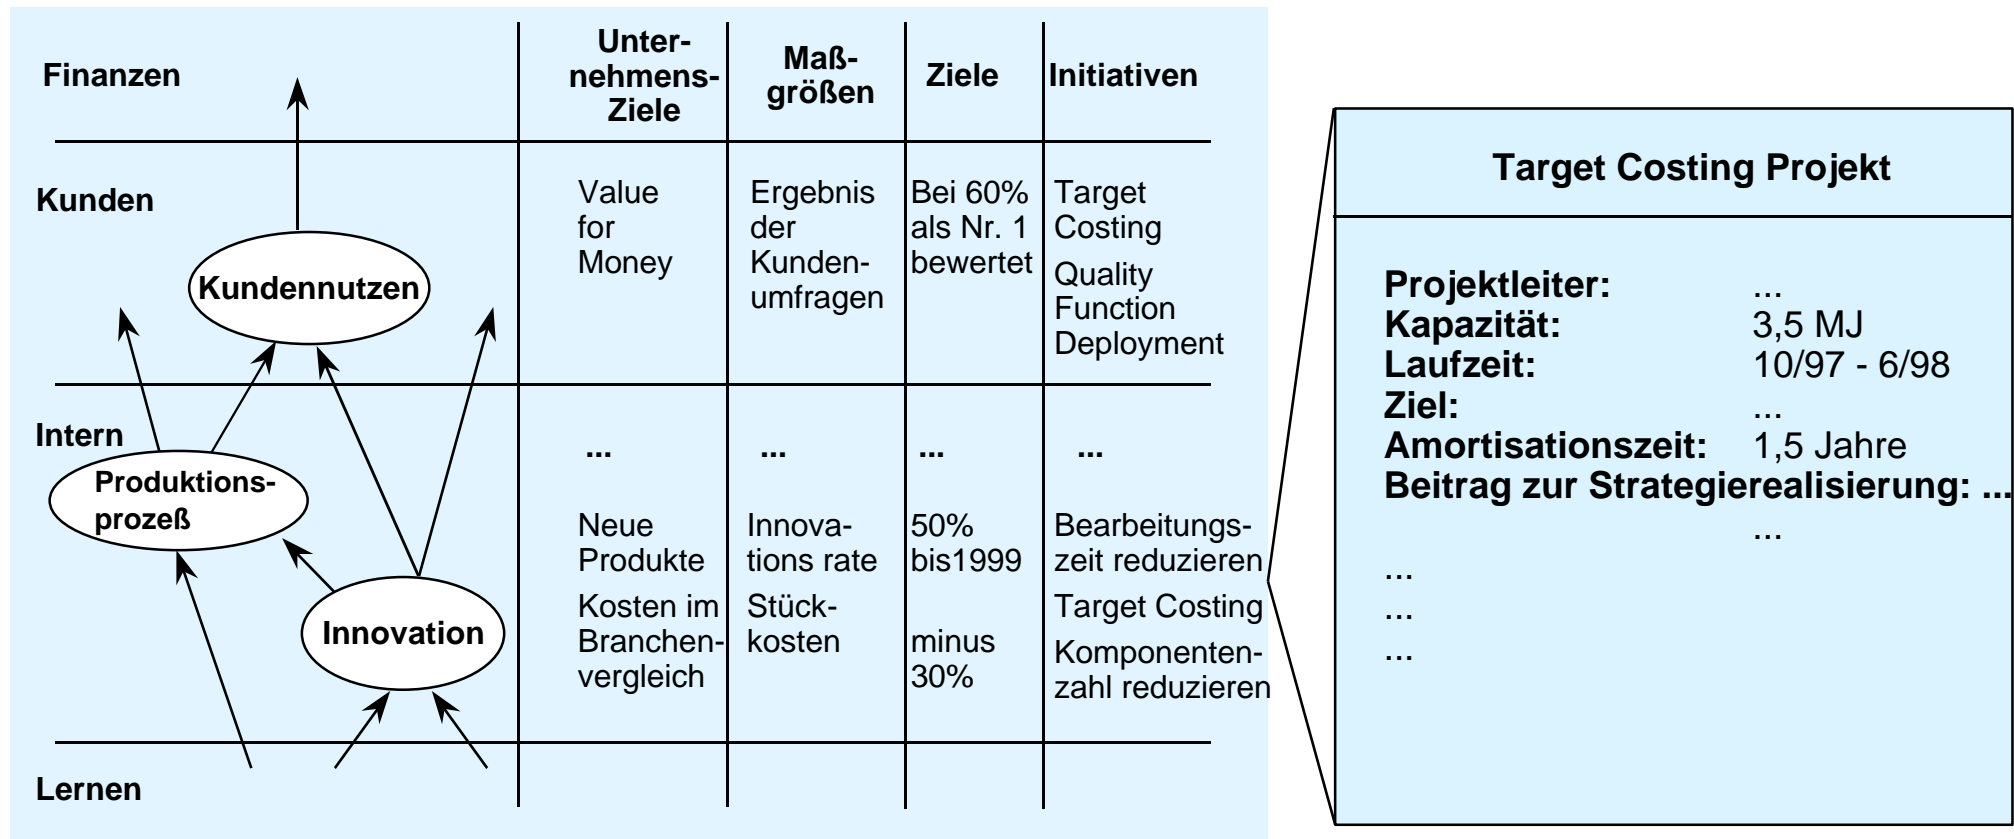 Finanzen
Unter-
nehmens-
Ziele
Maß-
größen
Ziele
Initiativen
Kunden
Kundennutzen
Value
for
Money
Ergebnis
der
Kunden-
umfragen
Bei 60%
als Nr. 1
bewertet
Target
Costing
Quality
Function
Deployment
Intern
Produktions-
prozeß
Innovation
...
...
...
...
Neue
Produkte
Innova-
tions rate
50%
bis1999
Bearbeitungs-
zeit reduzieren
Kosten im
Branchen-
vergleich
Stück-
kosten
minus
30%
Target Costing
Komponenten-
zahl reduzieren
Lernen
Target Costing Projekt
Projektleiter: ...
Kapazität: 3,5 MJ
Laufzeit: 10/97 - 6/98
Ziel: ...
Amortisationszeit: 1,5 Jahre
Beitrag zur Strategierealisierung: ...
...
...
...
...